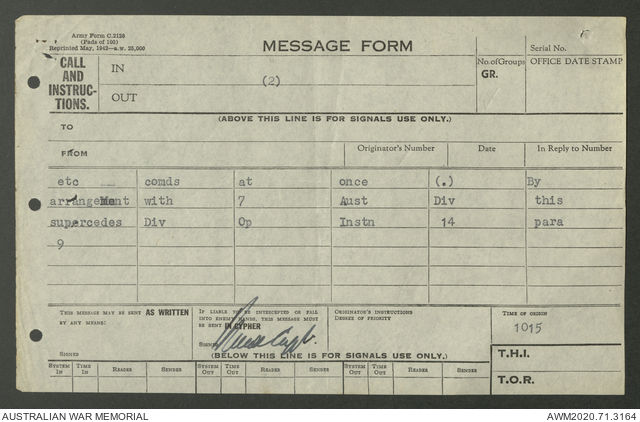 Army Form C.2128
(Pads of 100)
Reprinted May, 1942—a.w. 25,000
MESSAGE FORM
Serial No.
CALL AND INSTRUC-TIONS.
IN
(2)
OUT
No. of Groups
GR.
OFFICE DATE STAMP
(ABOVE THIS LINE IS FOR SIGNALS USE ONLY.)
TO
FROM
Originator's Number
Date
In Reply to Number
etc comds at once (.) By
arrangement with 7 Aust Div this
supercedes Div Op Instn 14 para
9
THIS MESSAGE MAY BE SENT AS WRITTEN
BY ANY MEANS:
SIGNED
IF LIABLE TO BE INTERCEPTED OR FALL
INTO ENEMY HANDS, THIS MESSAGE MUST
BE SENT IN CYPHER
SIGNED
ORIGINATOR'S INSTRUCTIONS
DEGREE OF PRIORITY
TIME OF ORIGIN
1015
(BELOW THIS LINE IS FOR SIGNALS USE ONLY.)
T.H.I.
T.O.R.
SYSTEM IN TIME IN READER SENDER SYSTEM OUT TIME OUT READER SENDER SYSTEM OUT TIME OUT READER SENDER
AUSTRALIAN WAR MEMORIAL
AWM2020.71.3164